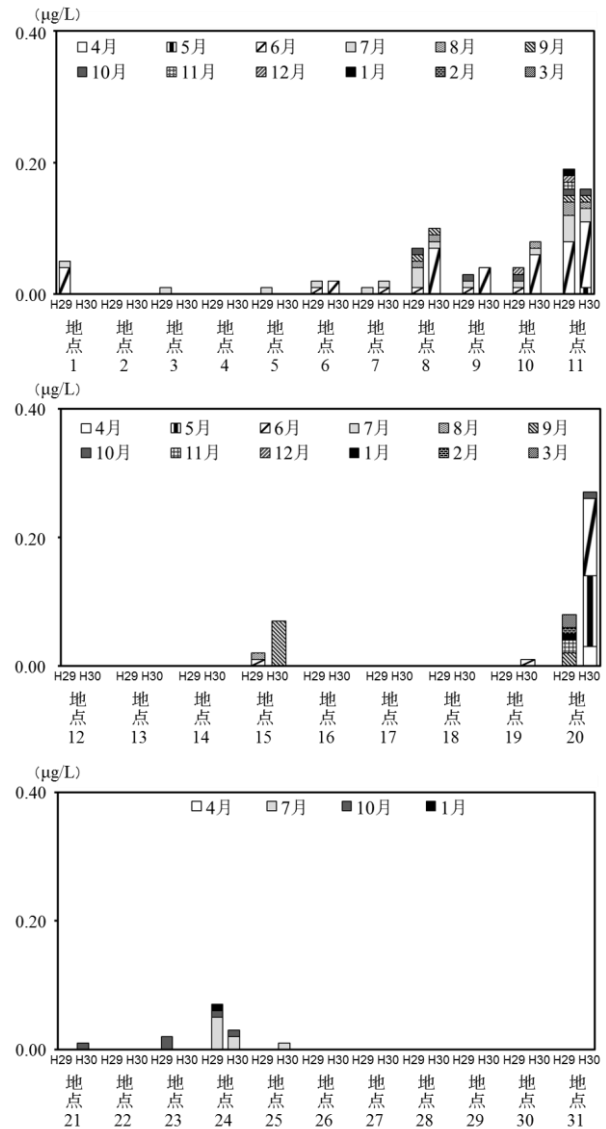 （μg/L）
0.40
4月 5月 6月 7月 8月 9月
10月 11月 12月 1月 2月 3月
0.20
0.00
H29 H30 H29 H30 H29 H30 H29 H30 H29 H30 H29 H30 H29 H30 H29 H30 H29 H30 H29 H30 H29 H30
地点1 地点2 地点3 地点4 地点5 地点6 地点7 地点8 地点9 地点10 地点11
（μg/L）
0.40
4月 5月 6月 7月 8月 9月
10月 11月 12月 1月 2月 3月
0.20
0.00
H29 H30 H29 H30 H29 H30 H29 H30 H29 H30 H29 H30 H29 H30 H29 H30 H29 H30
地点12 地点13 地点14 地点15 地点16 地点17 地点18 地点19 地点20
（μg/L）
0.40
4月 7月 10月 1月
0.20
0.00
H29 H30 H29 H30 H29 H30 H29 H30 H29 H30 H29 H30 H29 H30 H29 H30 H29 H30 H29 H30 H29 H30
地点21 地点22 地点23 地点24 地点25 地点26 地点27 地点28 地点29 地点30 地点31